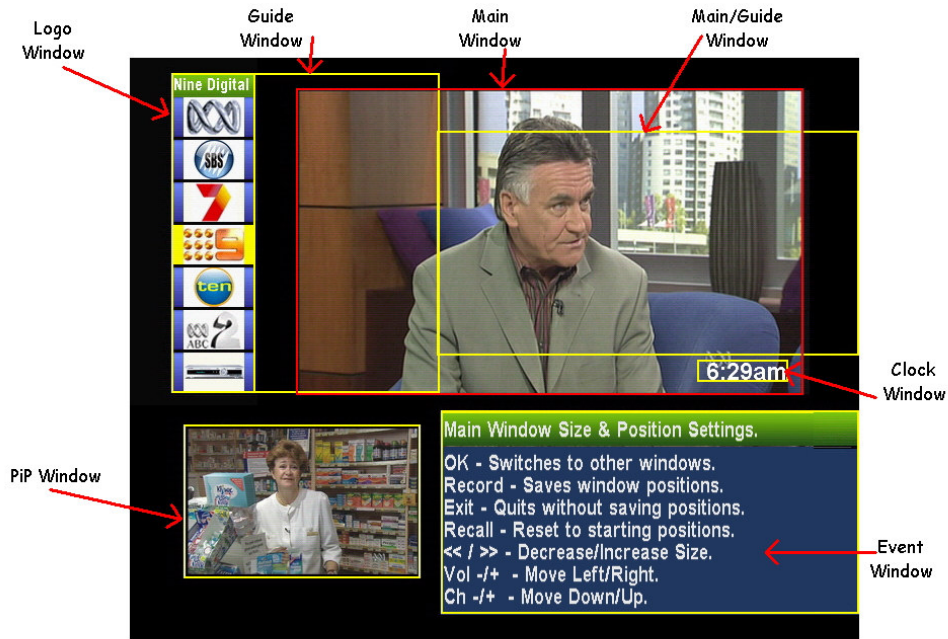 Logo
Window
Guide
Window
Main
Window
Main/Guide
Window
Nine Digital
SBS
7
9
ten
ABC 2
6:29am
Clock
Window
PiP Window
Main Window Size & Position Settings.
OK - Switches to other windows.
Record - Saves window positions.
Exit - Quits without saving positions.
Recall - Reset to starting positions.
<< / >> - Decrease/Increase Size.
Vol -/+ - Move Left/Right.
Ch -/+ - Move Down/Up.
Event
Window